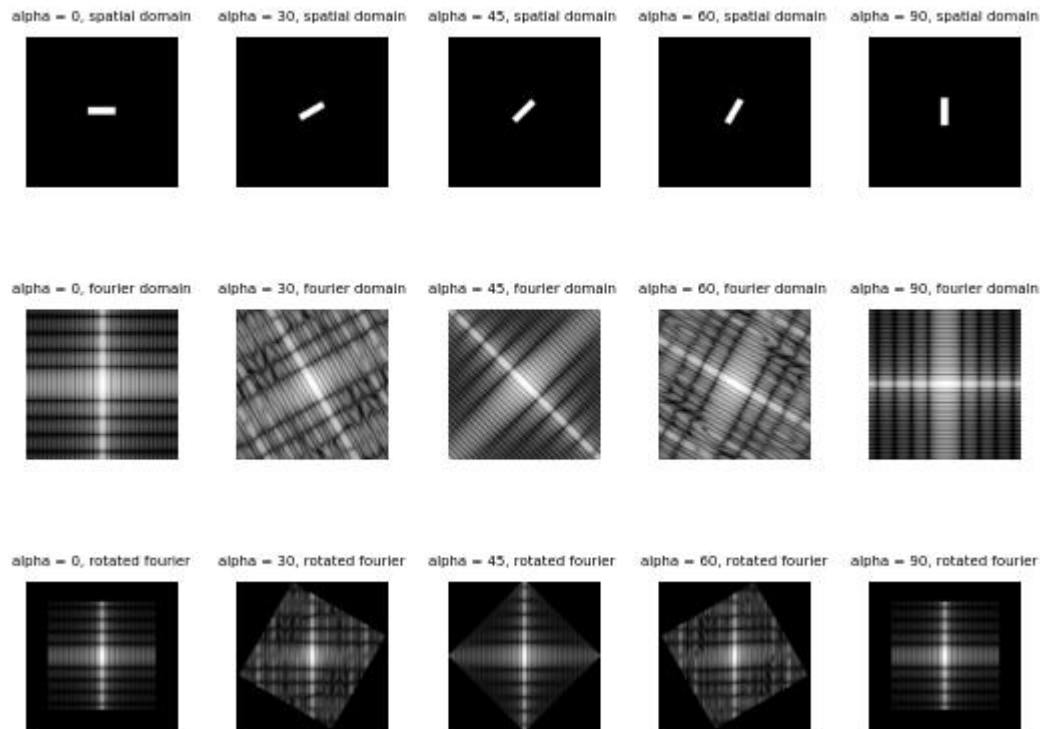 alpha = 0, spatial domain
alpha = 30, spatial domain
alpha = 45, spatial domain
alpha = 60, spatial domain
alpha = 90, spatial domain
alpha = 0, fourier domain
alpha = 30, fourier domain
alpha = 45, fourier domain
alpha = 60, fourier domain
alpha = 90, fourier domain
alpha = 0, rotated fourier
alpha = 30, rotated fourier
alpha = 45, rotated fourier
alpha = 60, rotated fourier
alpha = 90, rotated fourier